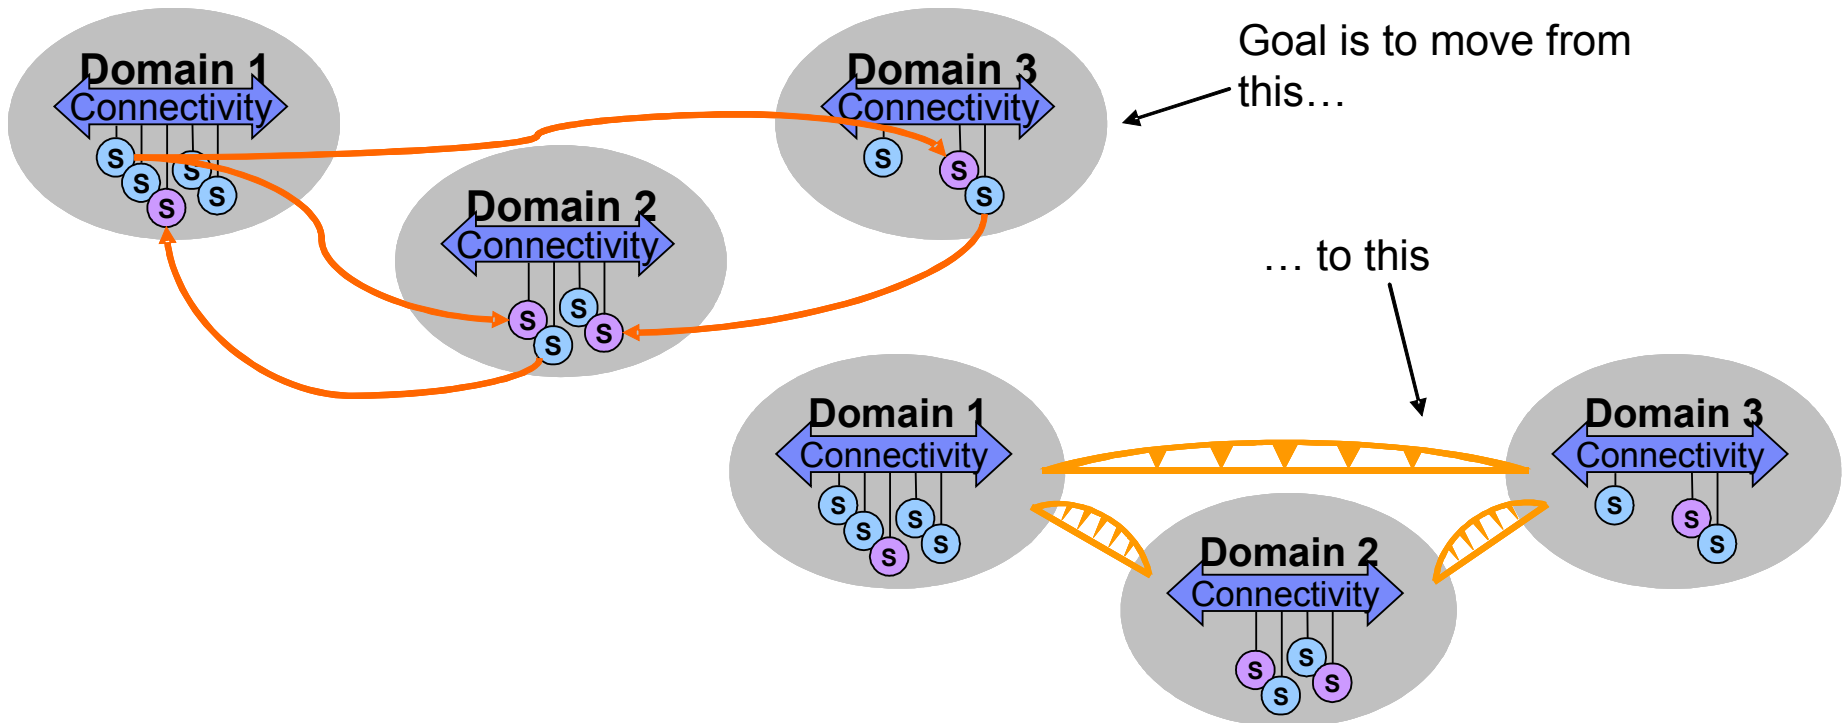 Domain 1
Connectivity
S
S
S
S
S
Domain 3
Connectivity
S
S
S
Goal is to move from
this…
Domain 2
Connectivity
S
S
S
S
… to this
Domain 1
Connectivity
S
S
S
S
S
Domain 3
Connectivity
S
S
S
Domain 2
Connectivity
S
S
S
S